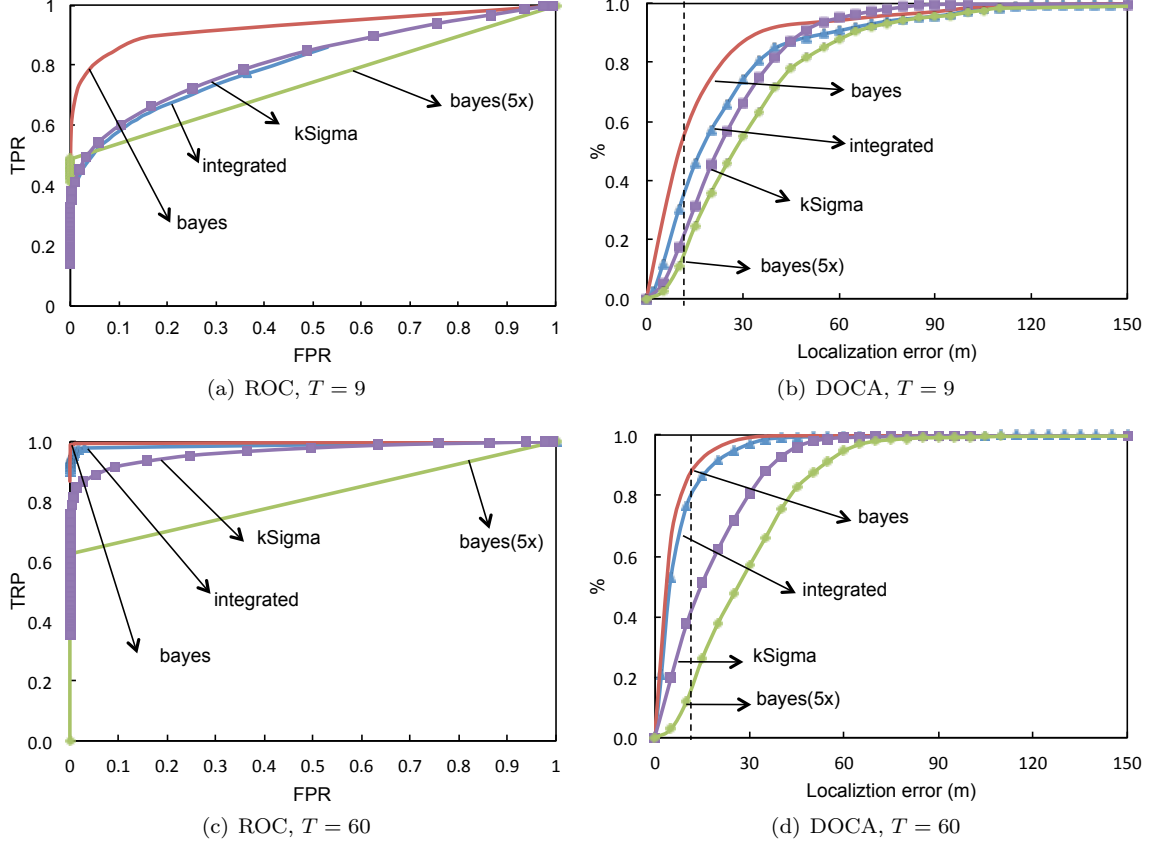 1
0.8
0.6
0.4
0.2
0
TPR
0 0.1 0.2 0.3 0.4 0.5 0.6 0.7 0.8 0.9 1
FPR
bayes(5x)
kSigma
integrated
bayes
(a) ROC, T = 9
1.0
0.8
0.6
0.4
0.2
0.0
%
0 30 60 90 120 150
Localization error (m)
bayes
integrated
kSigma
bayes(5x)
(b) DOCA, T = 9
1.0
0.8
0.6
0.4
0.2
0.0
TRP
0 0.1 0.2 0.3 0.4 0.5 0.6 0.7 0.8 0.9 1
FPR
kSigma
bayes(5x)
integrated
bayes
(c) ROC, T = 60
1.0
0.8
0.6
0.4
0.2
0.0
%
0 30 60 90 120 150
Localiztion error (m)
bayes
integrated
kSigma
bayes(5x)
(d) DOCA, T = 60